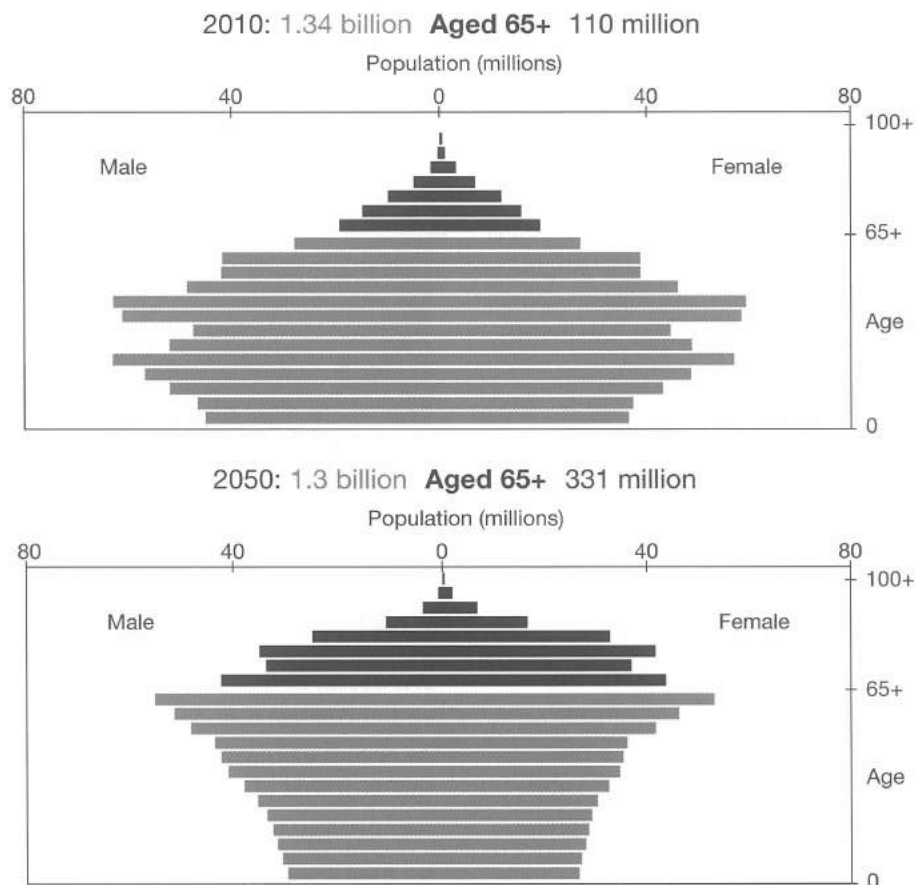 2010: 1.34 billion Aged 65+ 110 million
Population (millions)
80 40 0 40 80
100+
Male Female
65+
Age
0
2050: 1.3 billion Aged 65+ 331 million
Population (millions)
80 40 0 40 80
100+
Male Female
65+
Age
0